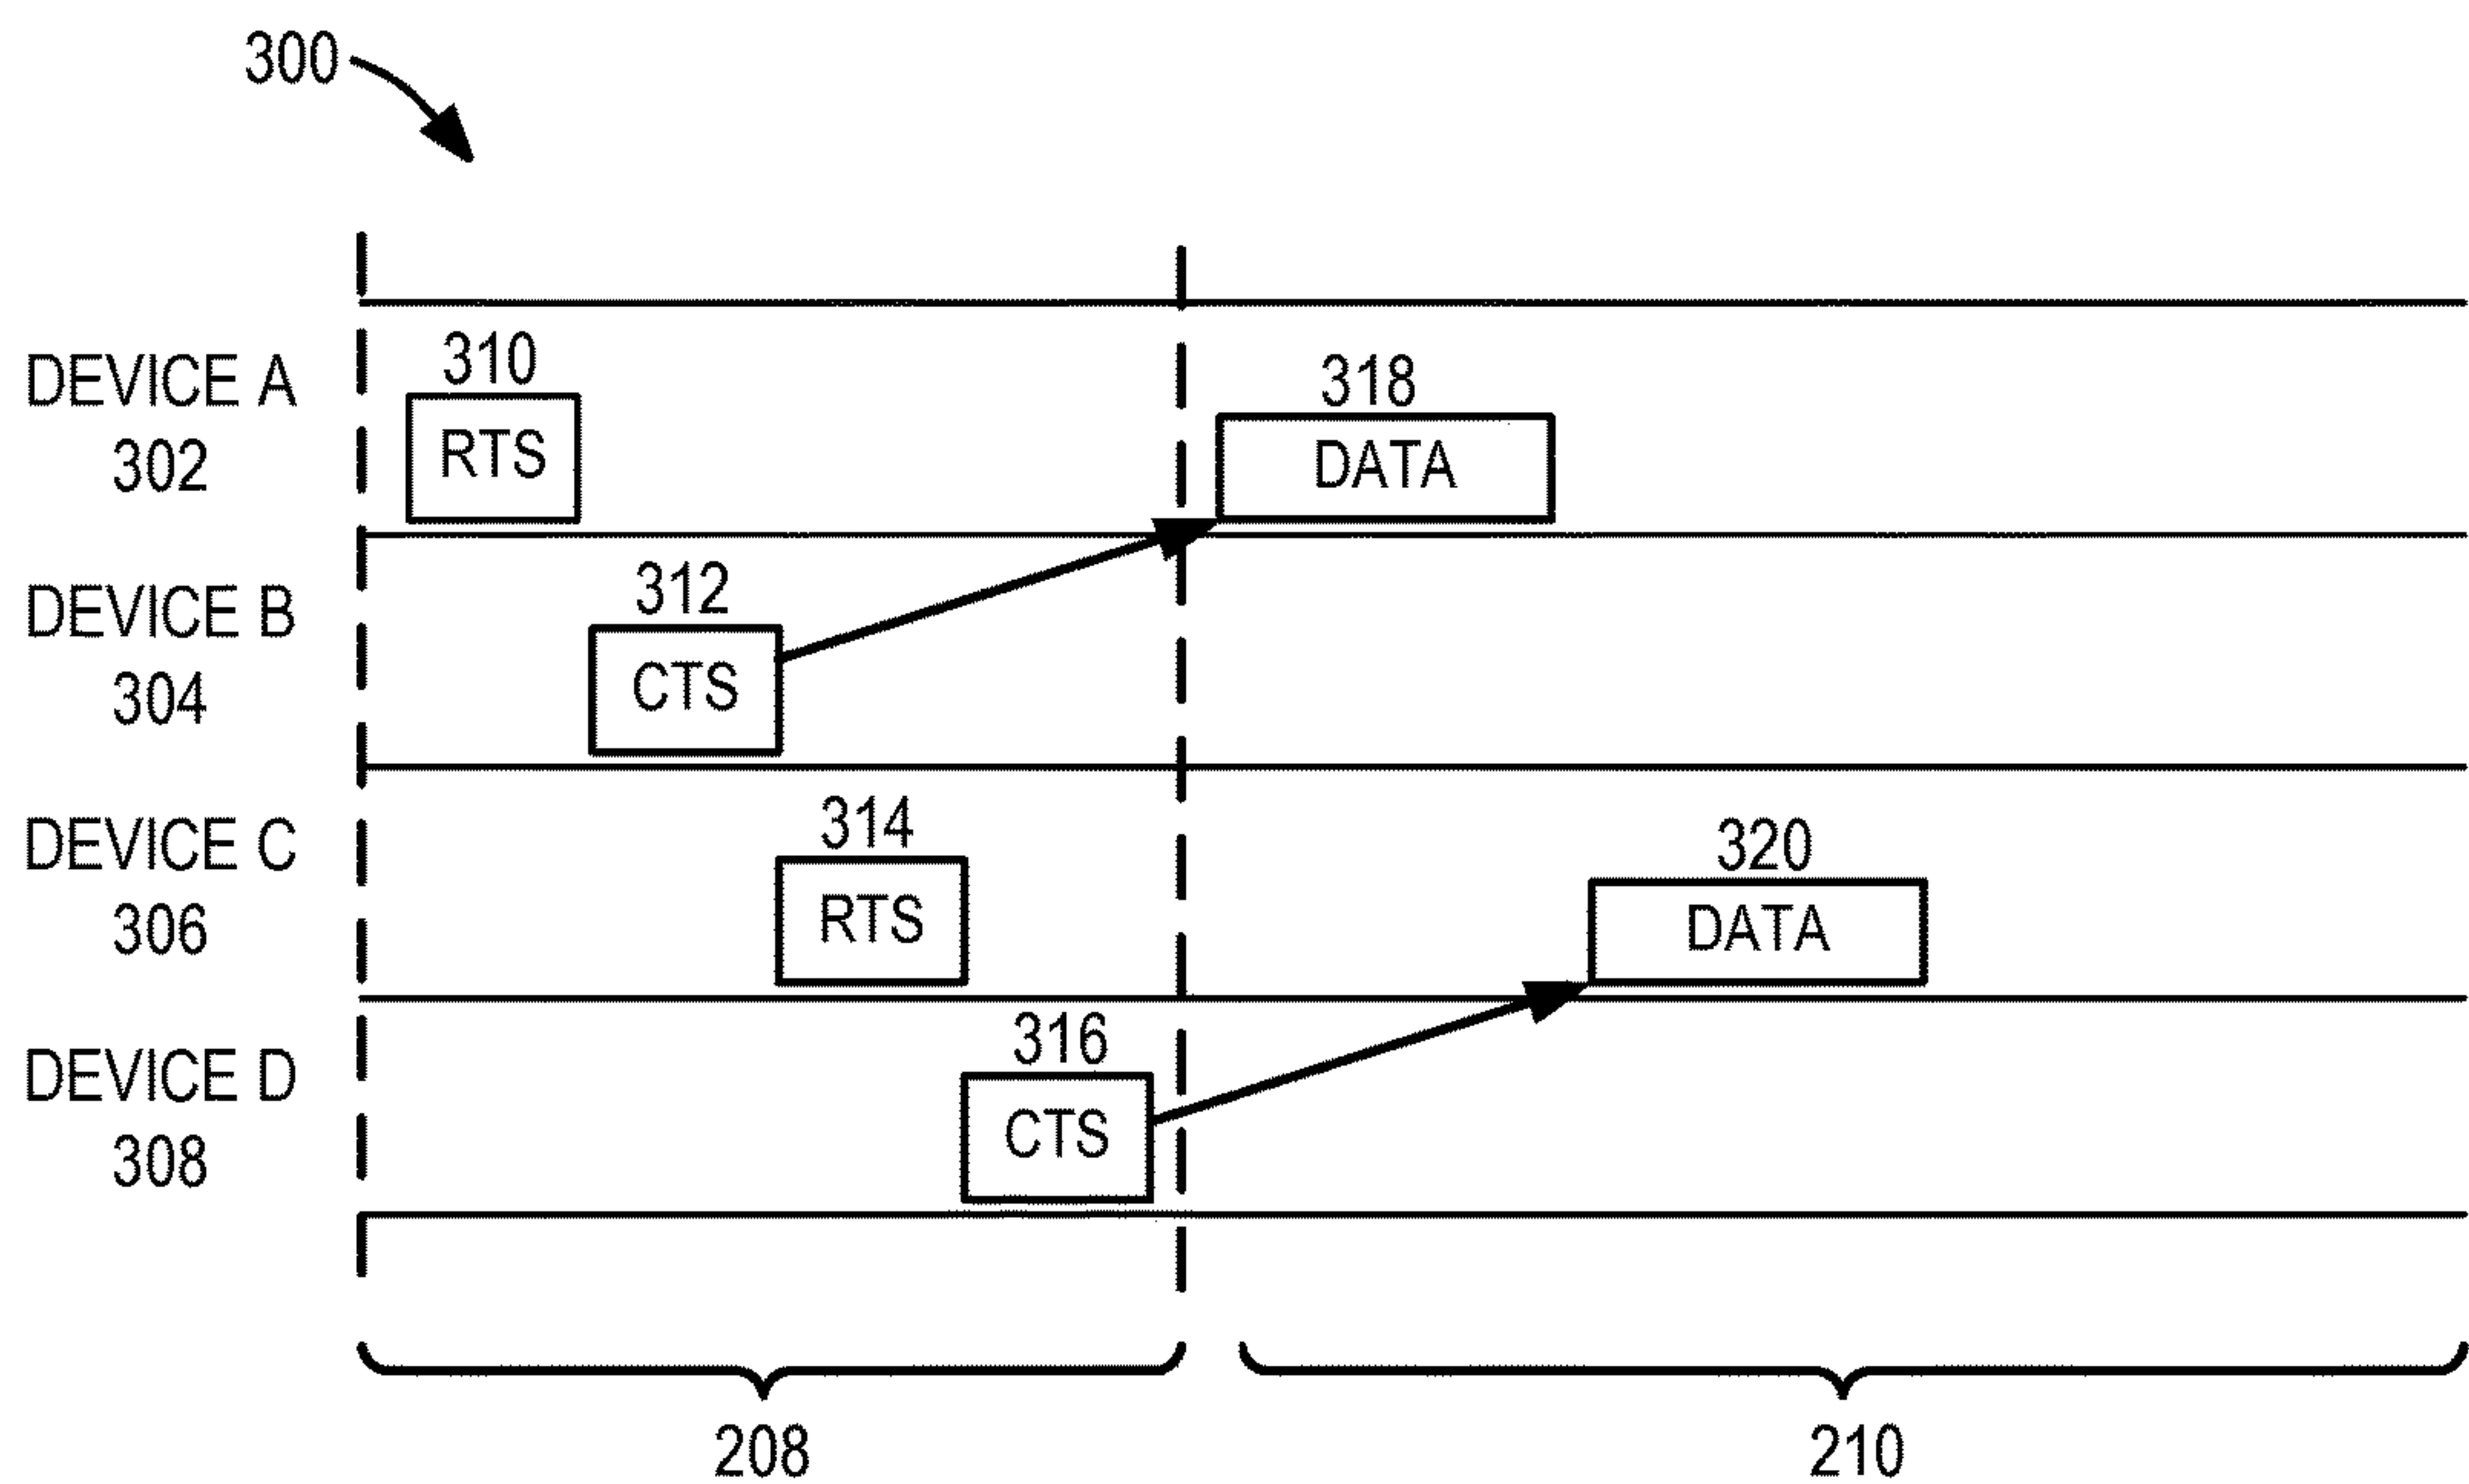 300
DEVICE A
302
310
RTS
318
DATA
DEVICE B
304
312
CTS
DEVICE C
306
314
RTS
320
DATA
DEVICE D
308
316
CTS
208
210